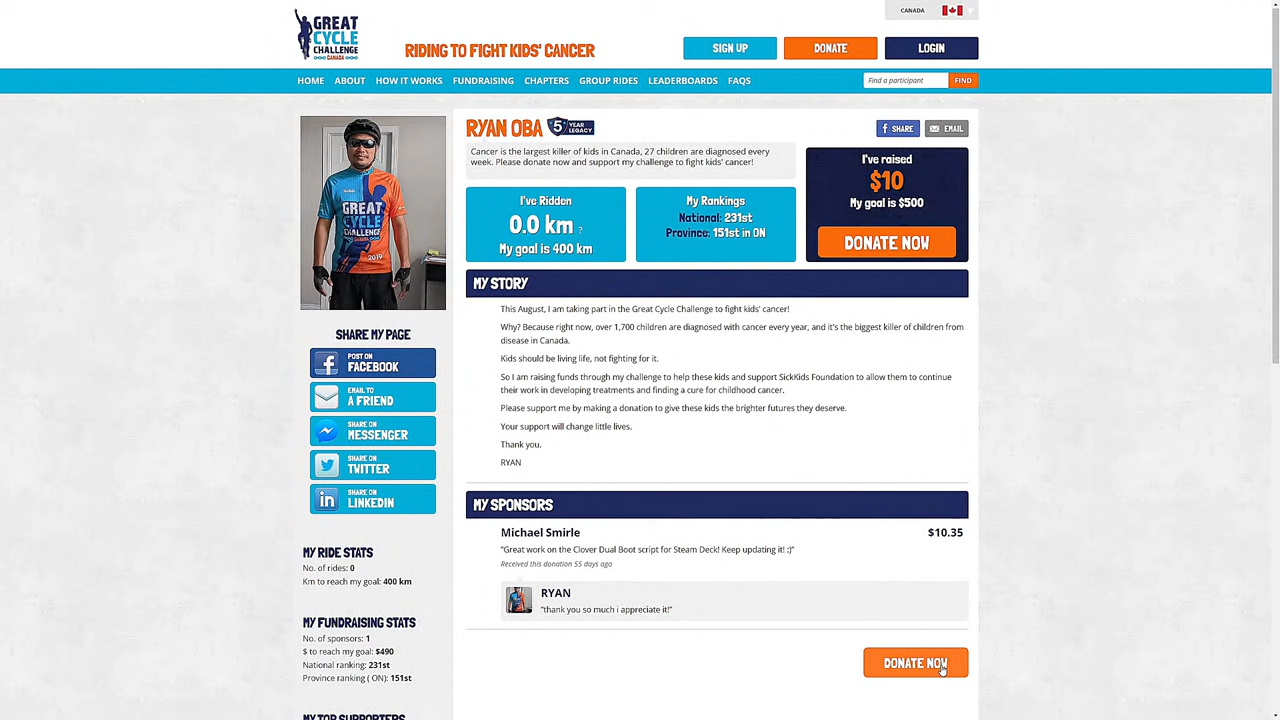 CANADA
GREAT
CYCLE
CHALLENGE
CANADA
RIDING TO FIGHT KIDS' CANCER
SIGN UP
DONATE
LOGIN
HOME ABOUT HOW IT WORKS FUNDRAISING CHAPTERS GROUP RIDES LEADERBOARDS FAQS
Find a participant
FIND
GREAT
CYCLE
CHALLENGE
2019
RYAN OBA
5 YEAR
LEGACY
SHARE
EMAIL
Cancer is the largest killer of kids in Canada, 27 children are diagnosed every
week. Please donate now and support my challenge to fight kids' cancer!
I've Ridden
0.0 km ?
My goal is 400 km
My Rankings
National: 231st
Province: 151st in ON
I've raised
$10
My goal is $500
DONATE NOW
MY STORY
This August, I am taking part in the Great Cycle Challenge to fight kids' cancer!
Why? Because right now, over 1,700 children are diagnosed with cancer every year, and it's the biggest killer of children from
disease in Canada.
Kids should be living life, not fighting for it.
So I am raising funds through my challenge to help these kids and support SickKids Foundation to allow them to continue
their work in developing treatments and finding a cure for childhood cancer.
Please support me by making a donation to give these kids the brighter futures they deserve.
Your support will change little lives.
Thank you.
RYAN
SHARE MY PAGE
POST ON
FACEBOOK
EMAIL TO
A FRIEND
SHARE ON
MESSENGER
SHARE ON
TWITTER
SHARE ON
LINKEDIN
MY SPONSORS
Michael Smirle
$10.35
"Great work on the Clover Dual Boot script for Steam Deck! Keep updating it! :)"
Received this donation 55 days ago
RYAN
"thank you so much i appreciate it!"
DONATE NOW
MY RIDE STATS
No. of rides: 0
Km to reach my goal: 400 km
MY FUNDRAISING STATS
No. of sponsors: 1
$ to reach my goal: $490
National ranking: 231st
Province ranking ( ON): 151st
MY TOP SUPPORTERS